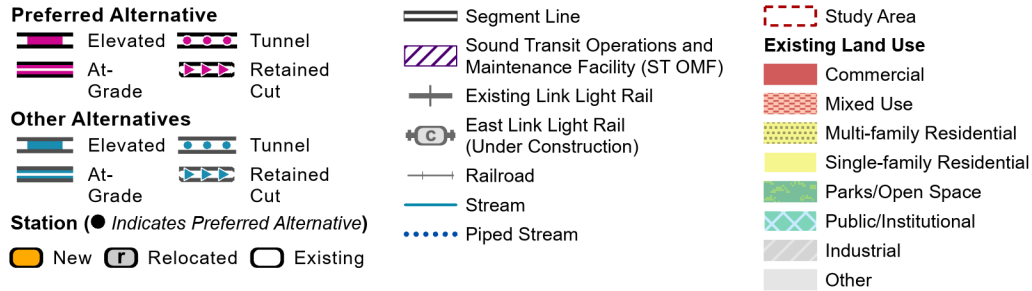 Preferred Alternative
Elevated
Tunnel
At-
Grade
Retained
Cut
Other Alternatives
Elevated
Tunnel
At-
Grade
Retained
Cut
Station (● Indicates Preferred Alternative)
New
r Relocated
Existing
Segment Line
Sound Transit Operations and
Maintenance Facility (ST OMF)
Existing Link Light Rail
C East Link Light Rail
(Under Construction)
Railroad
Stream
Piped Stream
Study Area
Existing Land Use
Commercial
Mixed Use
Multi-family Residential
Single-family Residential
Parks/Open Space
Public/Institutional
Industrial
Other